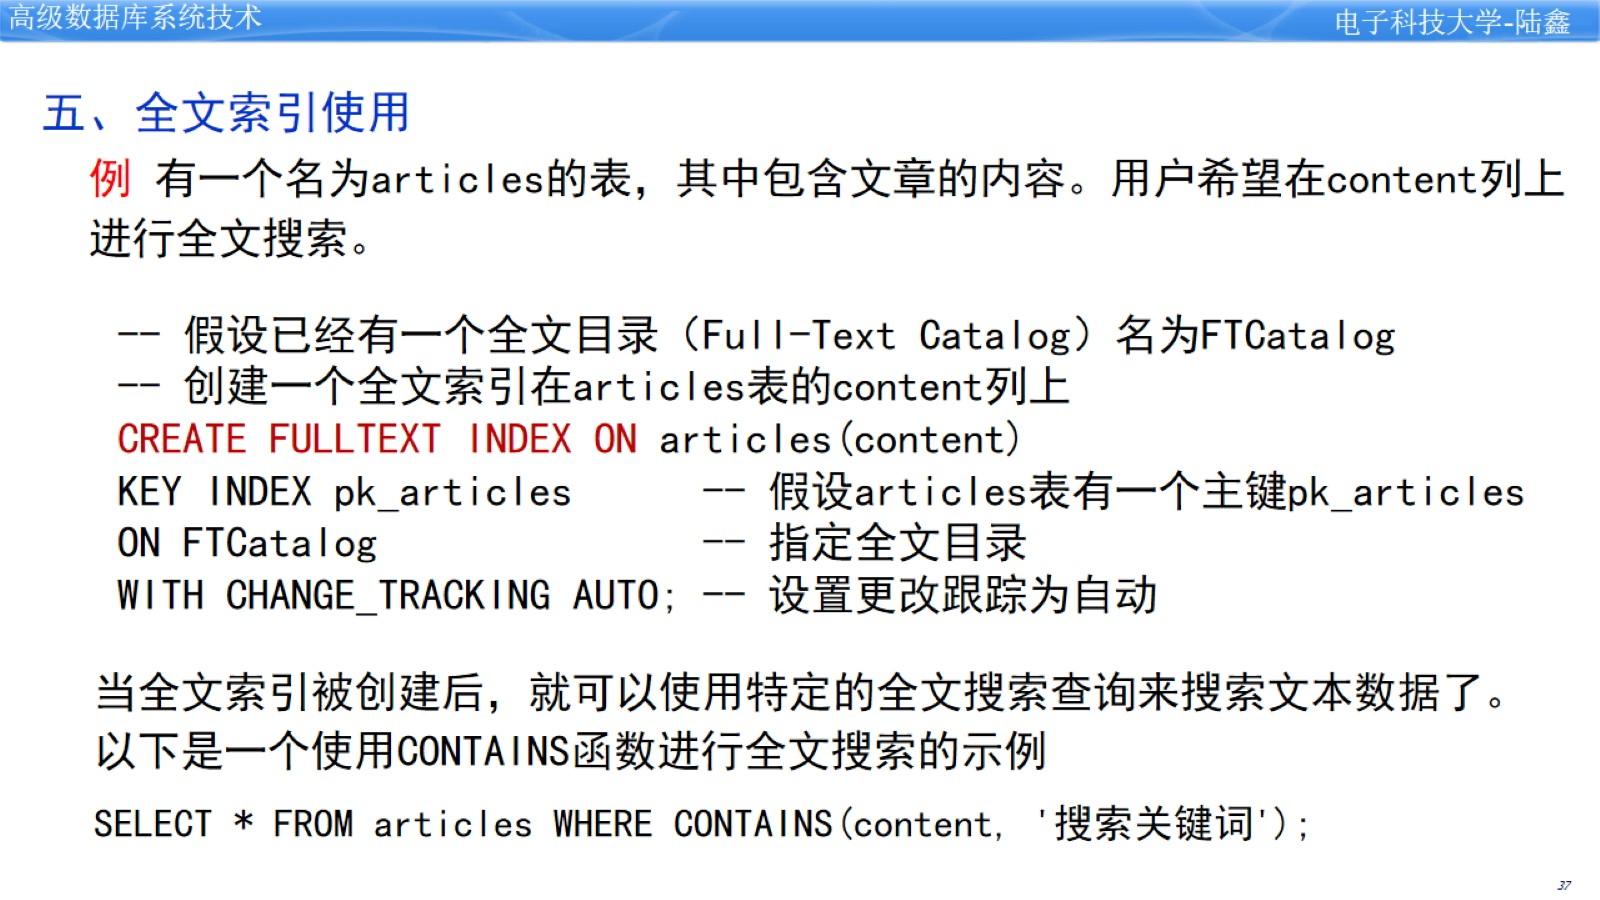 高级数据库系统技术
电子科技大学-陆鑫
五、全文索引使用
例 有一个名为articles的表，其中包含文章的内容。用户希望在content列上
进行全文搜索。
-- 假设已经有一个全文目录（Full-Text Catalog）名为FTCatalog
-- 创建一个全文索引在articles表的content列上
CREATE FULLTEXT INDEX ON articles(content)
KEY INDEX pk_articles -- 假设articles表有一个主键pk_articles
ON FTCatalog -- 指定全文目录
WITH CHANGE_TRACKING AUTO; -- 设置更改跟踪为自动
当全文索引被创建后，就可以使用特定的全文搜索查询来搜索文本数据了。
以下是一个使用CONTAINS函数进行全文搜索的示例
SELECT * FROM articles WHERE CONTAINS(content, '搜索关键词');
37